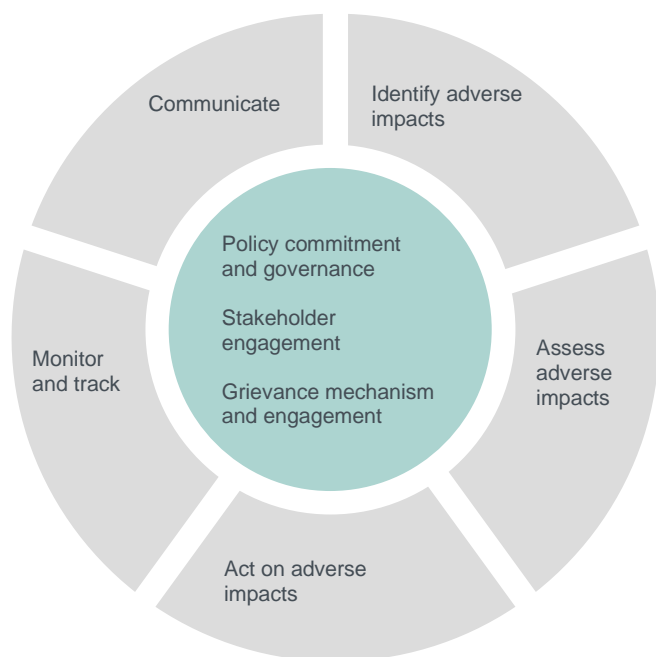 Communicate
Identify adverse
impacts
Policy commitment
and governance
Stakeholder
engagement
Grievance mechanism
and engagement
Monitor
and track
Assess
adverse
impacts
Act on adverse
impacts